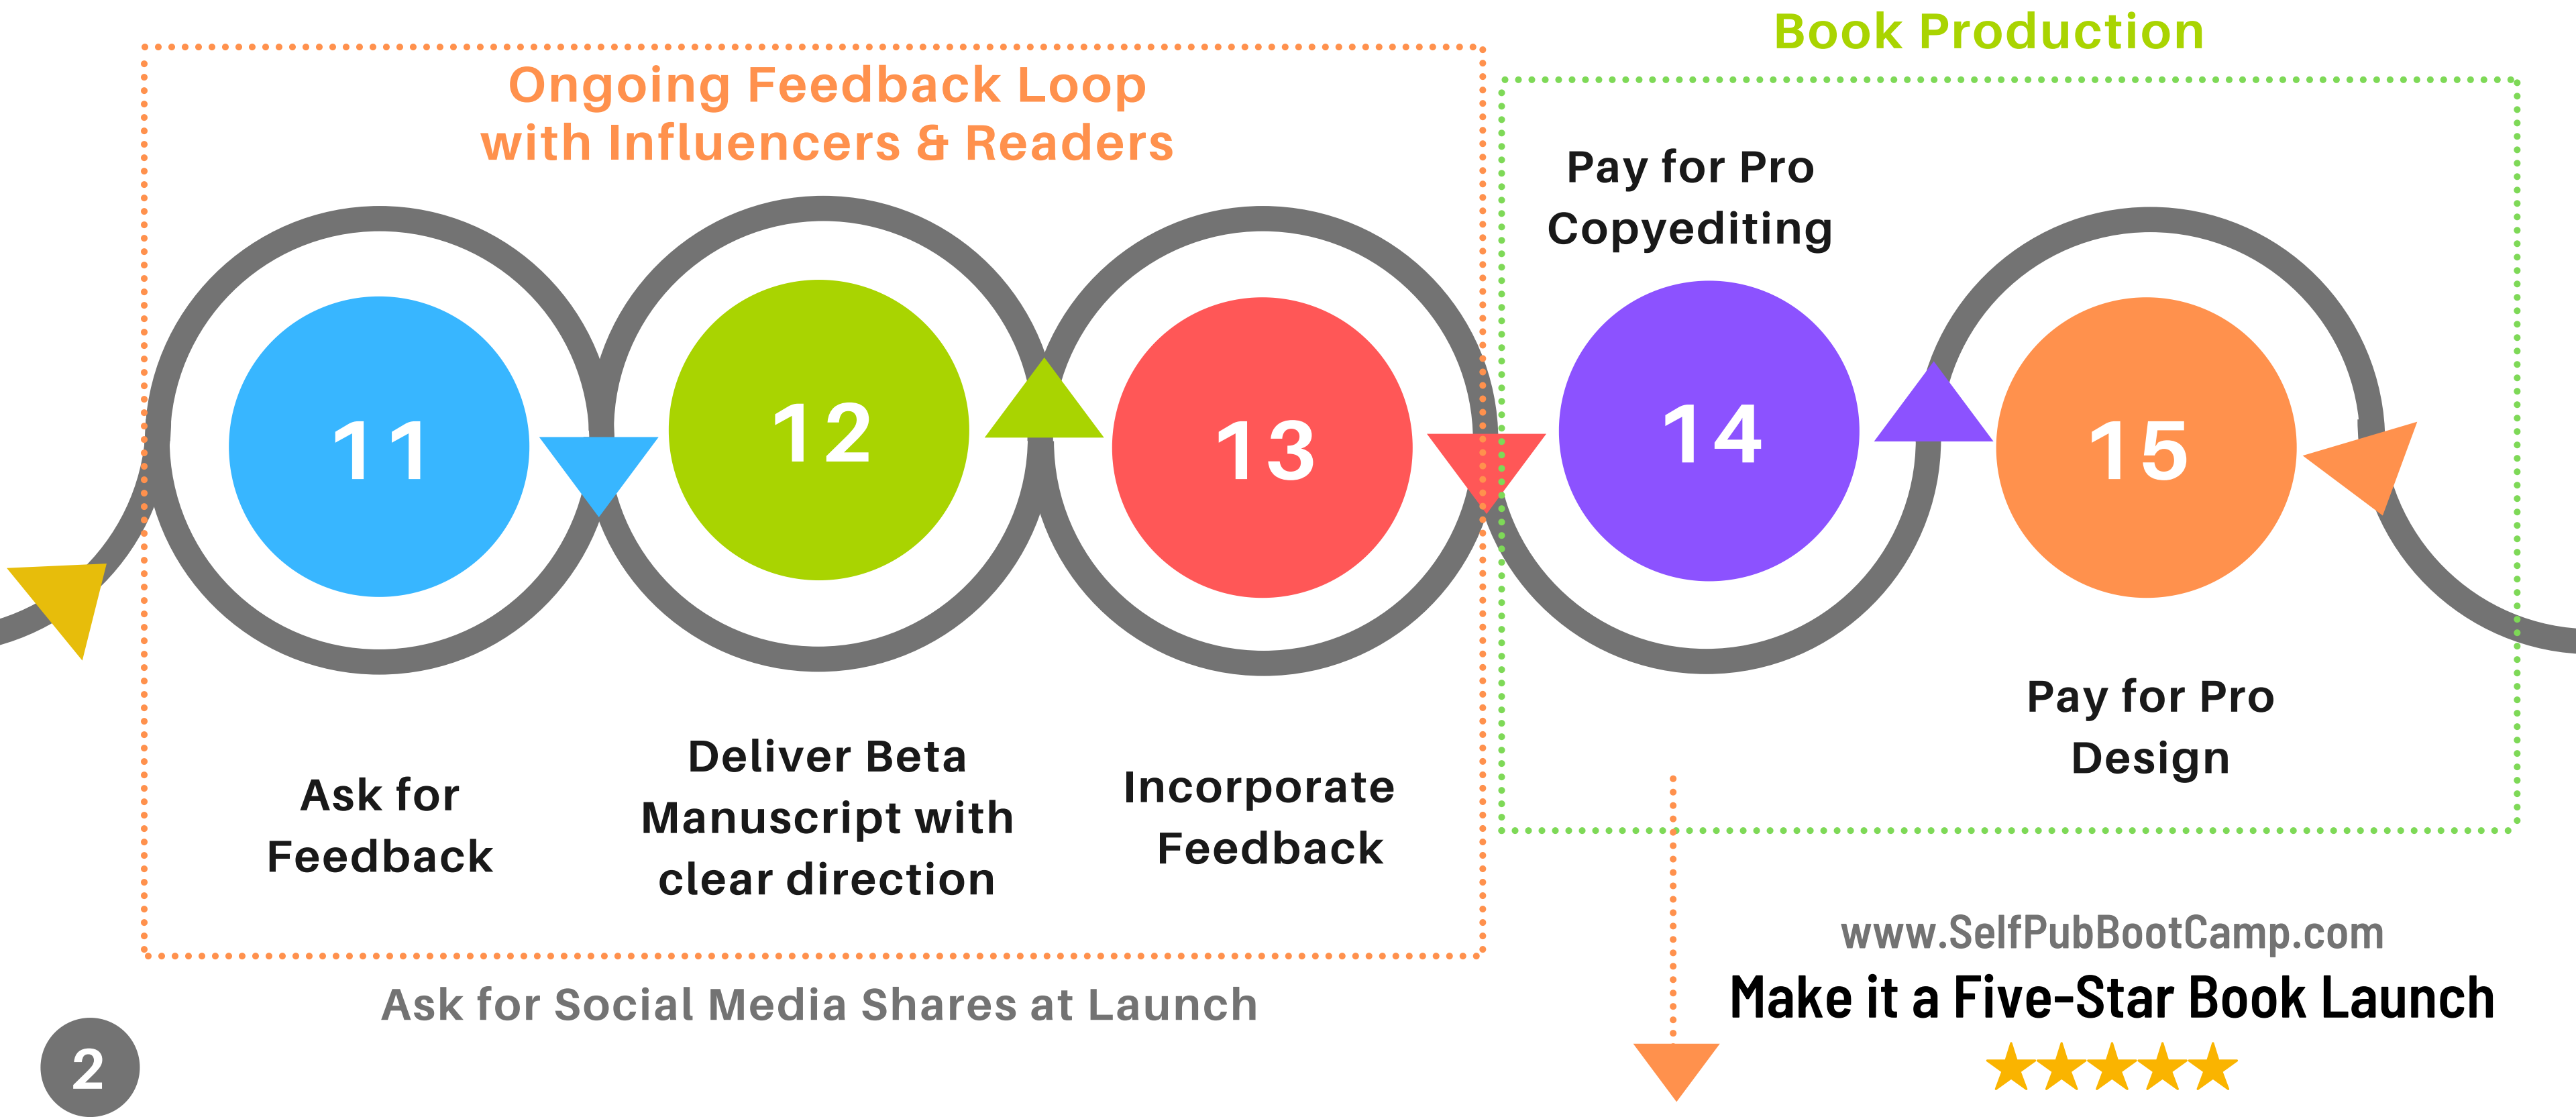 Book Production
Ongoing Feedback Loop
with Influencers & Readers
Pay for Pro
Copyediting
11
12
13
14
15
Pay for Pro
Design
Deliver Beta
Manuscript with
clear direction
Ask for
Feedback
Incorporate
Feedback
www.SelfPubBootCamp.com
Make it a Five-Star Book Launch
Ask for Social Media Shares at Launch
2